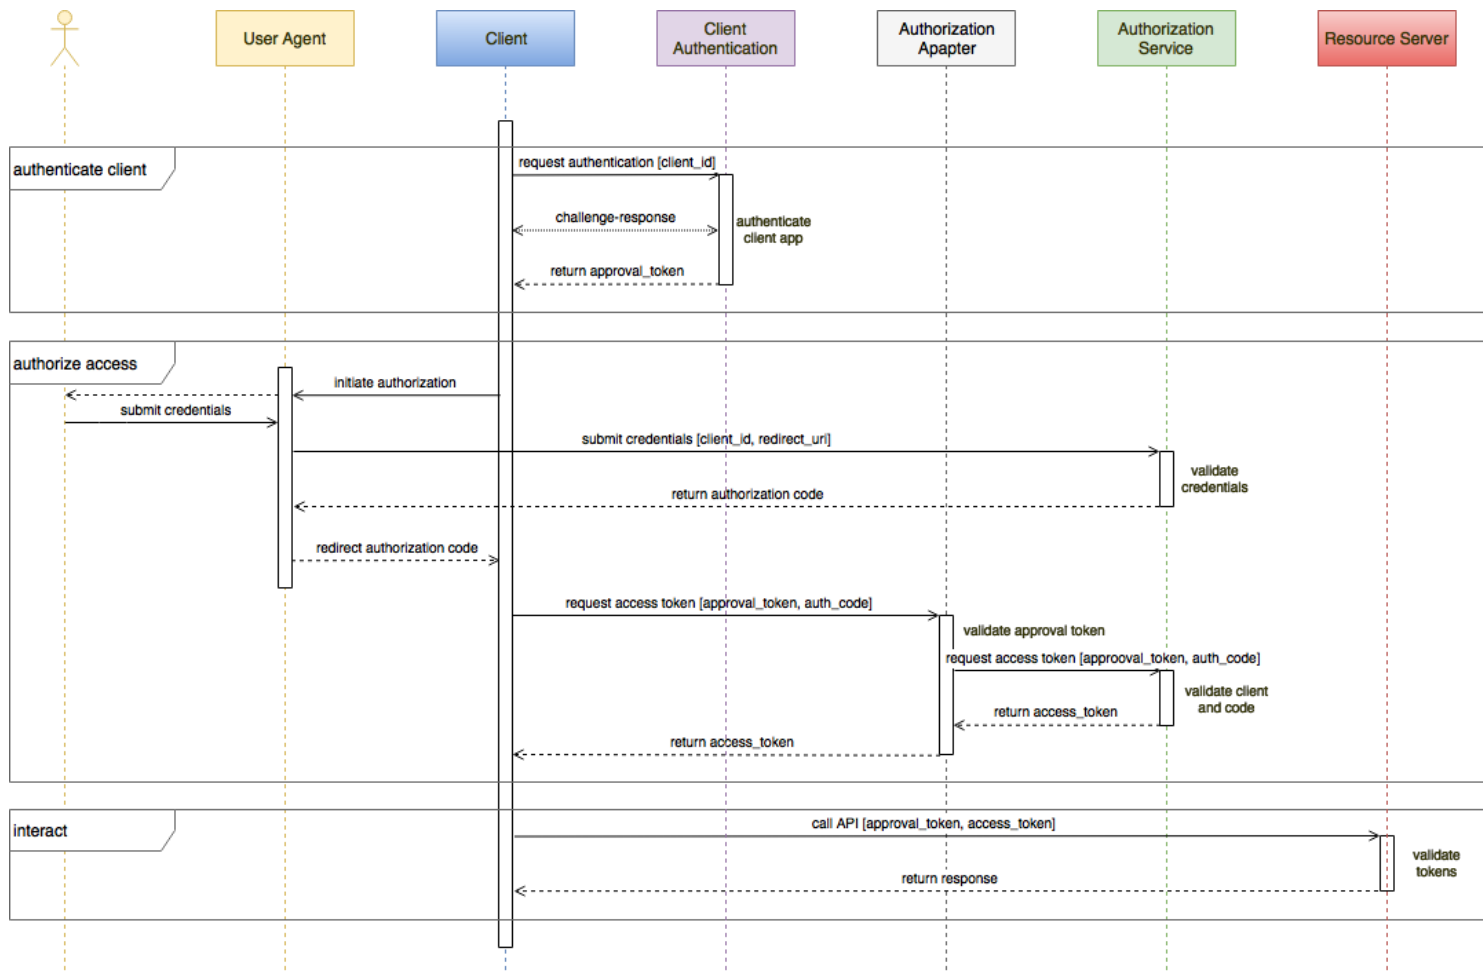 User Agent
Client
Client
Authentication
Authorization
Apapter
Authorization
Service
Resource Server
authenticate client
request authentication [client_id]
challenge-response
authenticate
client app
return approval_token
authorize access
initiate authorization
submit credentials
submit credentials [client_id, redirect_uri]
validate
credentials
return authorization code
redirect authorization code
request access token [approval_token, auth_code]
validate approval token
request access token [approoval_token, auth_code]
validate client
and code
return access_token
return access_token
interact
call API [approval_token, access_token]
validate
tokens
return response